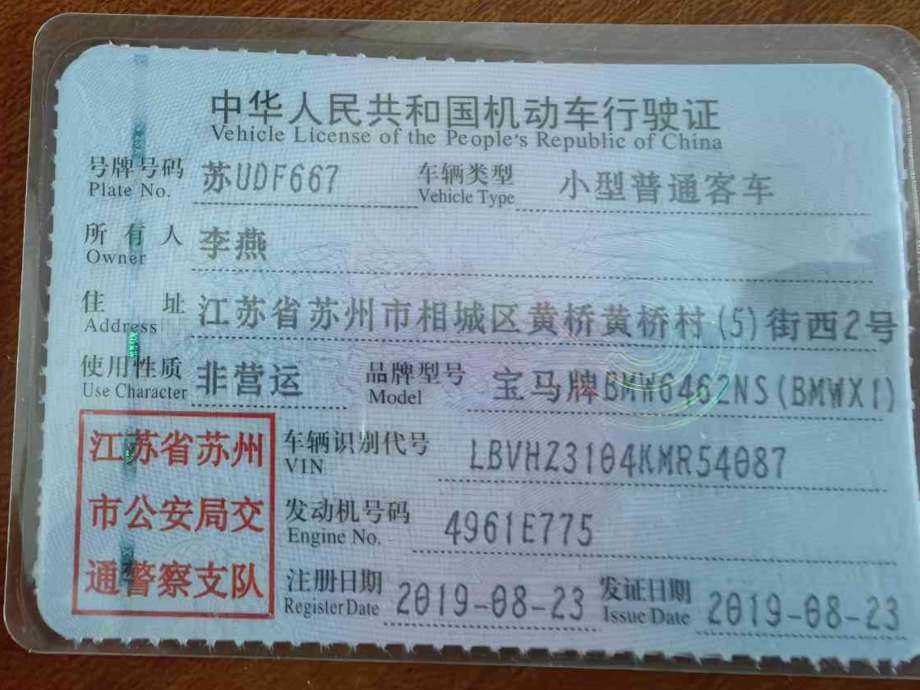 中华人民共和国机动车行驶证
Vehicle License of the People's Republic of China
号牌号码 苏UDF667 车辆类型 小型普通客车
Plate No. Vehicle Type
所有人 李燕
Owner
住址 江苏省苏州市相城区黄桥黄桥村(5)街西2号
Address
使用性质 非营运 品牌型号 宝马牌BMW6462NS(BMWX1)
Use Character Model
江苏省苏州
市公安局交
通警察支队
车辆识别代号 LBVHZ3104KMR54087
VIN
发动机号码 4961E775
Engine No.
注册日期 2019-08-23 发证日期 2019-08-23
Register Date Issue Date